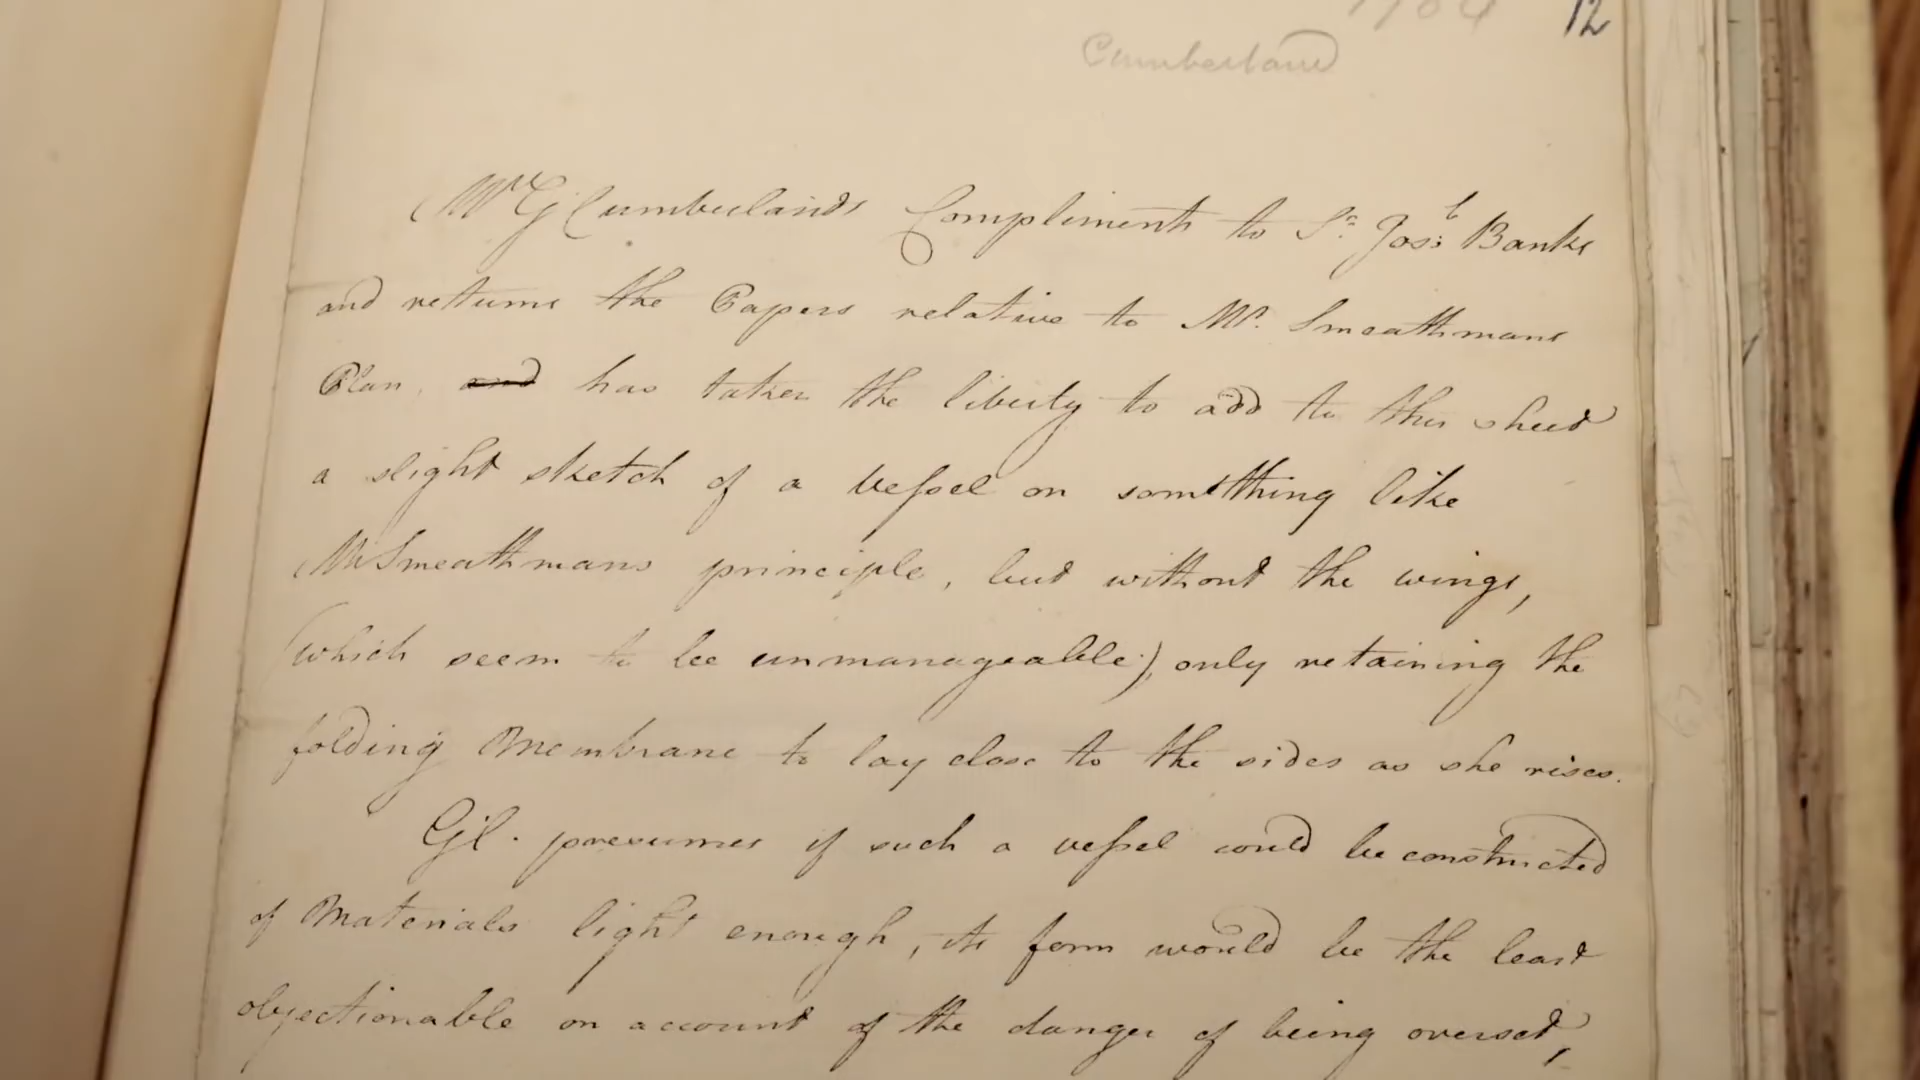 12
Cumberland
Mr G Cumberlands Compliments to Sr. Josh Banks
and returns the Papers relative to Mr. Smeathmans
Plan, and has taken the liberty to add to this sheet
a slight sketch of a vessel on something like
Mr Smeathmans principle, but without the wings,
(which seem to be unmanageable), only retaining the
folding Membrane to lay close to the sides as she rises.
presumes if such a vessel could be constructed
of Materials light enough, its form would be the least
objectionable on account of the danger of being overset,